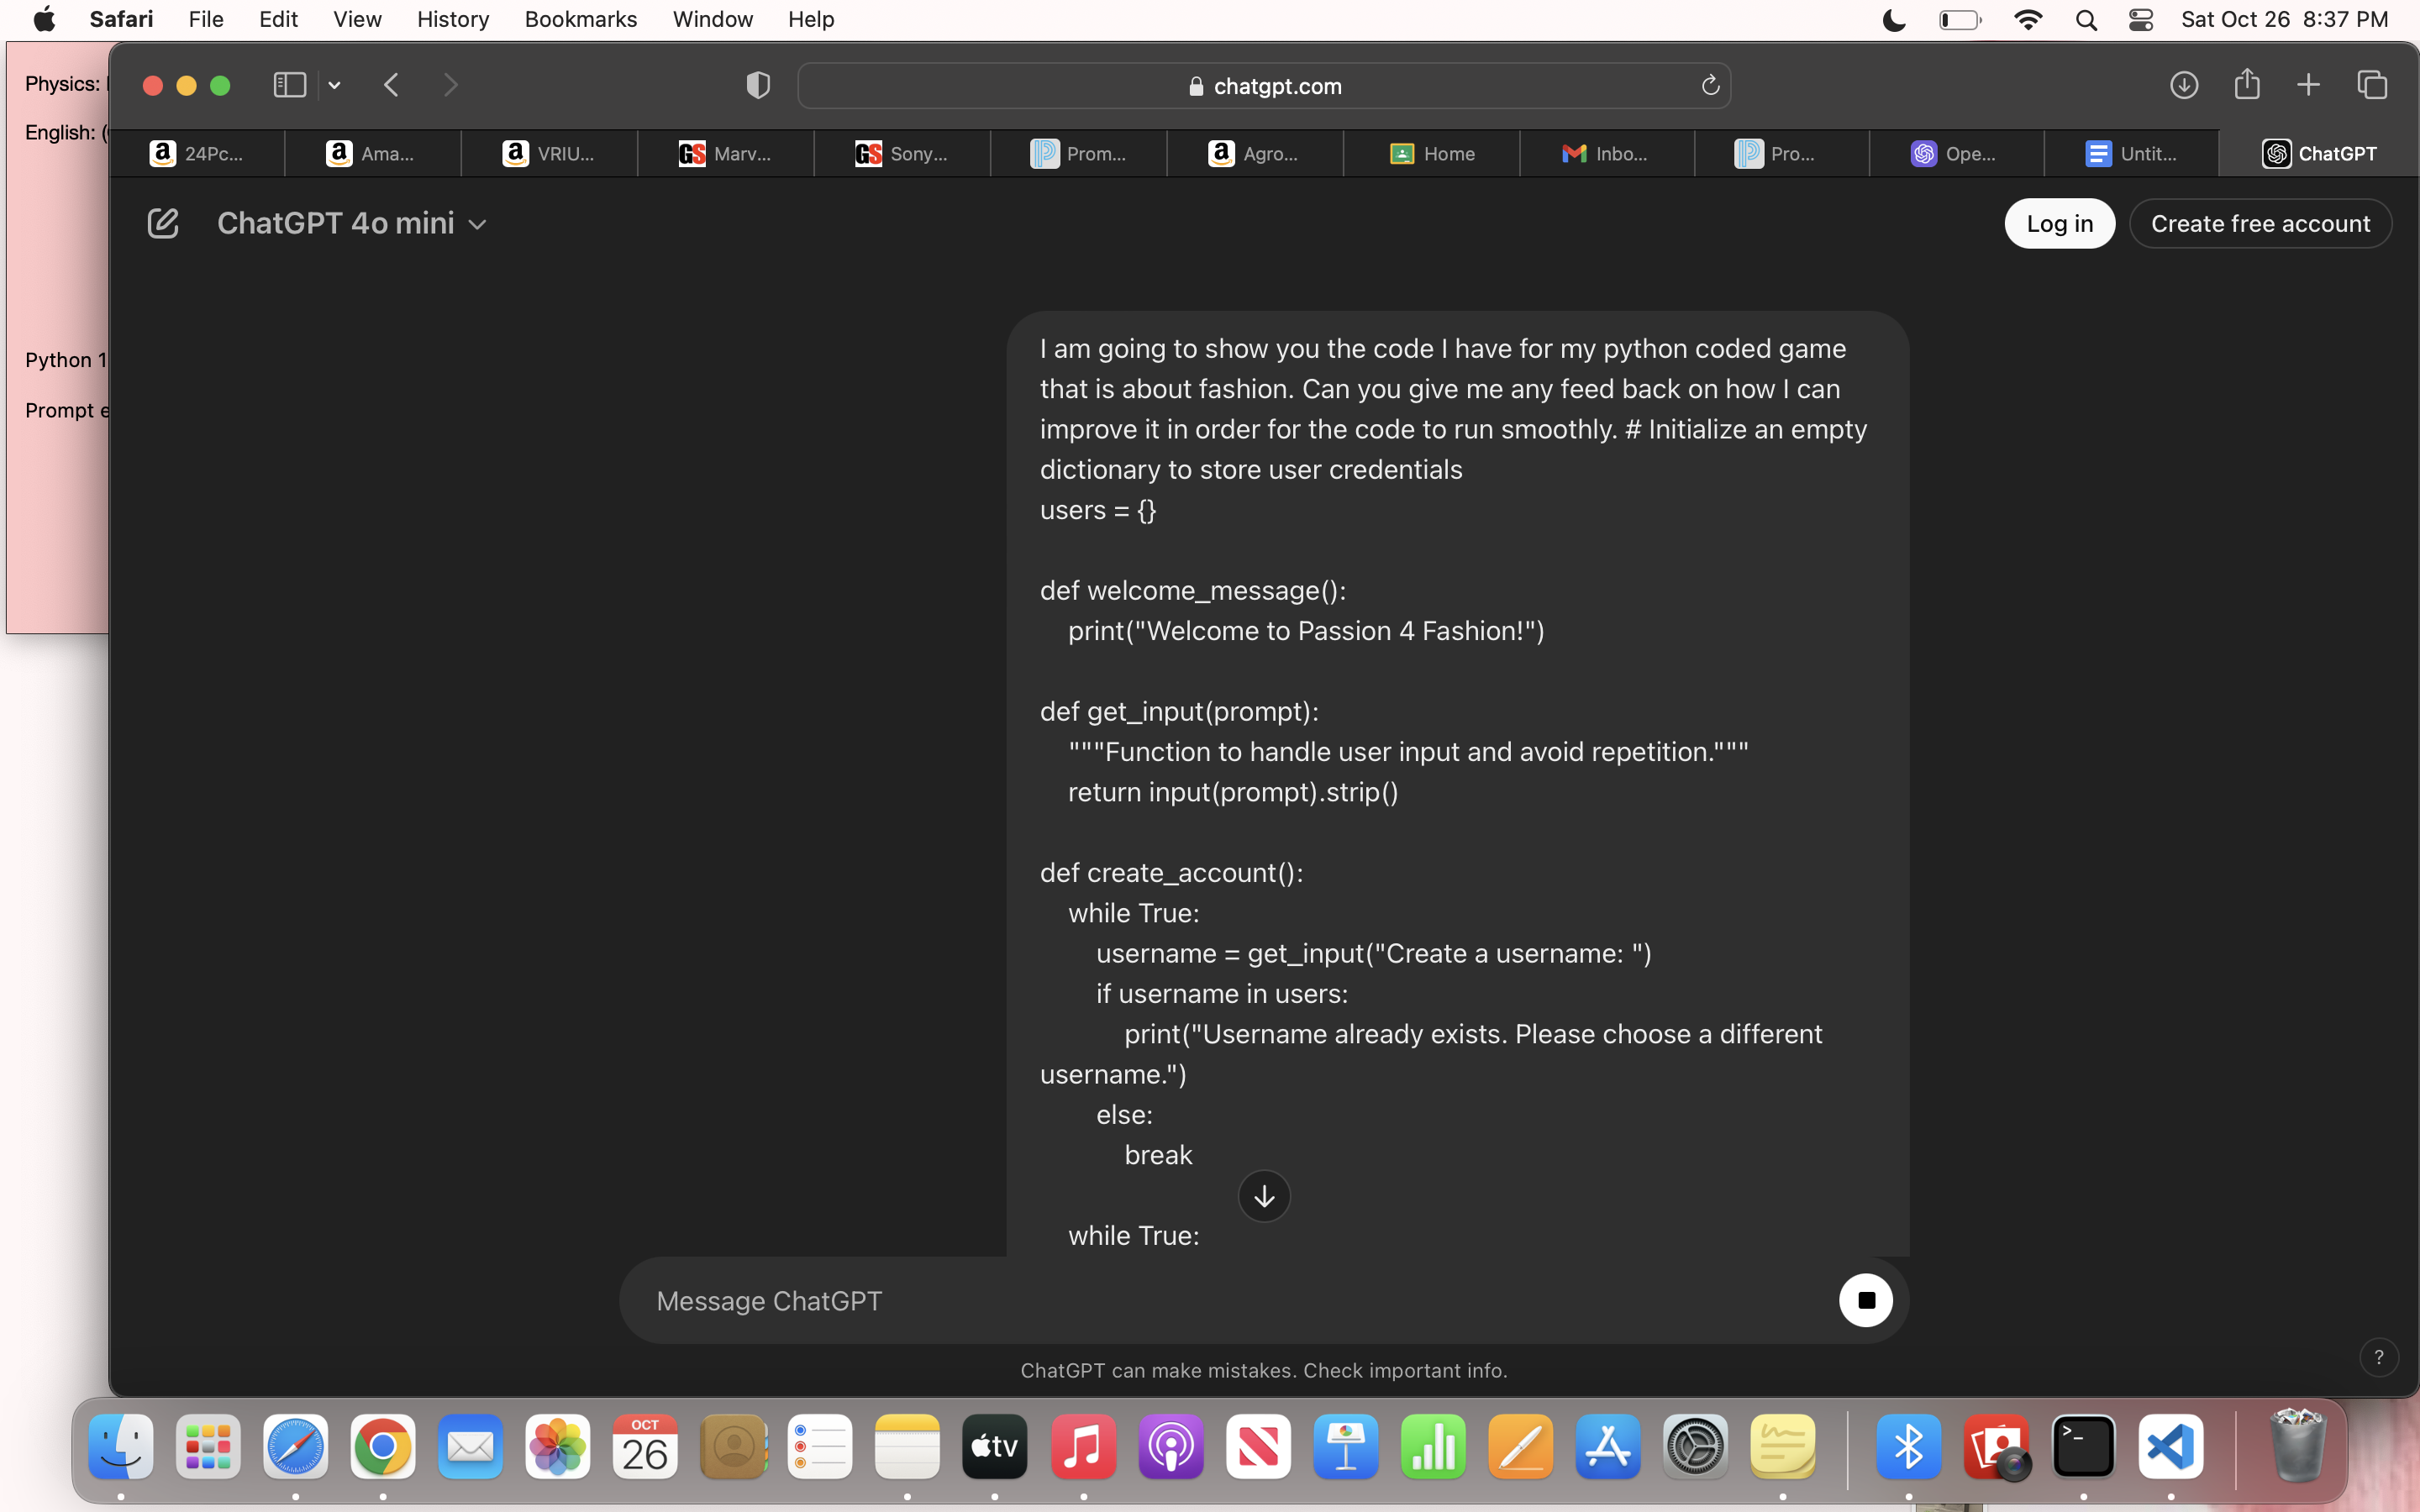 Safari File Edit View History Bookmarks Window Help Sat Oct 26 8:37 PM
Physics:
English: (
Python 1
Prompt e
chatgpt.com
24Pc... Ama... VRIU... Marv... Sony... Prom... Agro... Home Inbo... Pro... Ope... Untit... ChatGPT
ChatGPT 4o mini Log in Create free account
I am going to show you the code I have for my python coded game
that is about fashion. Can you give me any feed back on how I can
improve it in order for the code to run smoothly. # Initialize an empty
dictionary to store user credentials
users = {}
def welcome_message():
print("Welcome to Passion 4 Fashion!")
def get_input(prompt):
"""Function to handle user input and avoid repetition."""
return input(prompt).strip()
def create_account():
while True:
username = get_input("Create a username: ")
if username in users:
print("Username already exists. Please choose a different
username.")
else:
break
while True:
Message ChatGPT
ChatGPT can make mistakes. Check important info.
?
OCT
26
tv